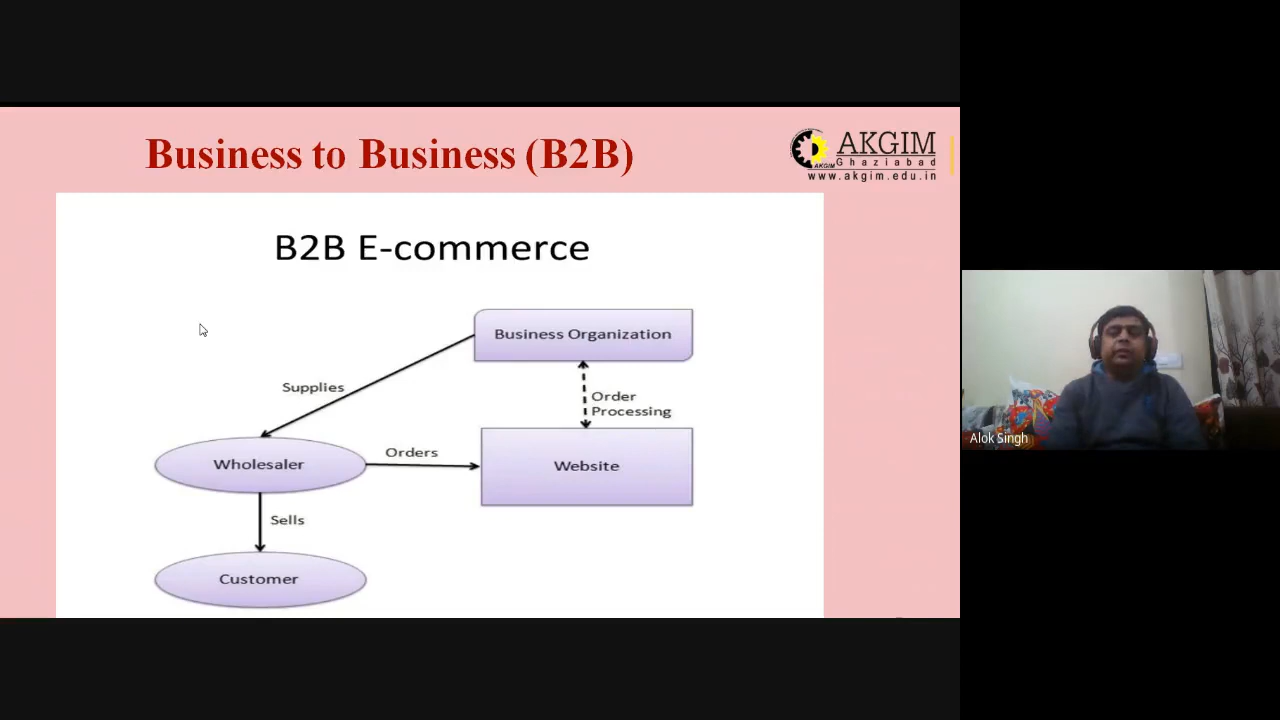 Business to Business (B2B)
AKGIM
Ghaziabad
www.akgim.edu.in
AKGIM
B2B E-commerce
Business Organization
Supplies
Order
Processing
Orders
Wholesaler
Website
Sells
Customer
Alok Singh